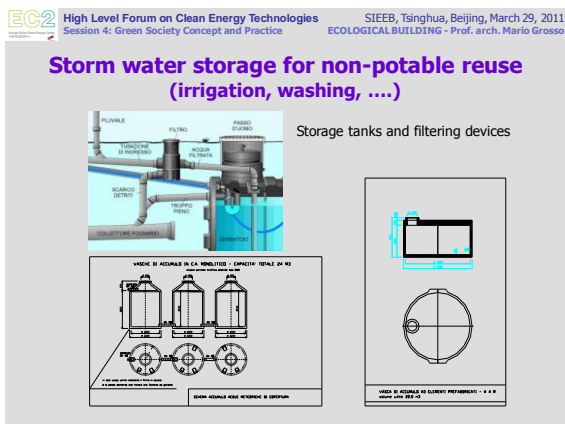 EC2
High Level Forum on Clean Energy Technologies
Session 4: Green Society Concept and Practice
SIEEB, Tsinghua, Beijing, March 29, 2011
ECOLOGICAL BUILDING - Prof. arch. Mario Grosso
Storm water storage for non-potable reuse
(irrigation, washing, ....)
Storage tanks and filtering devices
PLUVIALE
FILTRO
PASSO
D'UOMO
TUBAZIONE
DI INGRESSO
ACQUA
FILTRATA
SCARICO
DETRITI
TROPPO
PIENO
COLLETTORE FOGNARIO
SERBATOIO
VASCHE DI ACCUMULO IN C.A. MONOLITICO - CAPACITA' TOTALE 24 M3
SCHEMA ACCUMULO ACQUE METEORICHE DI COPERTURA
VASCA DI ACCUMULO AD ELEMENTI PREFABBRICATI